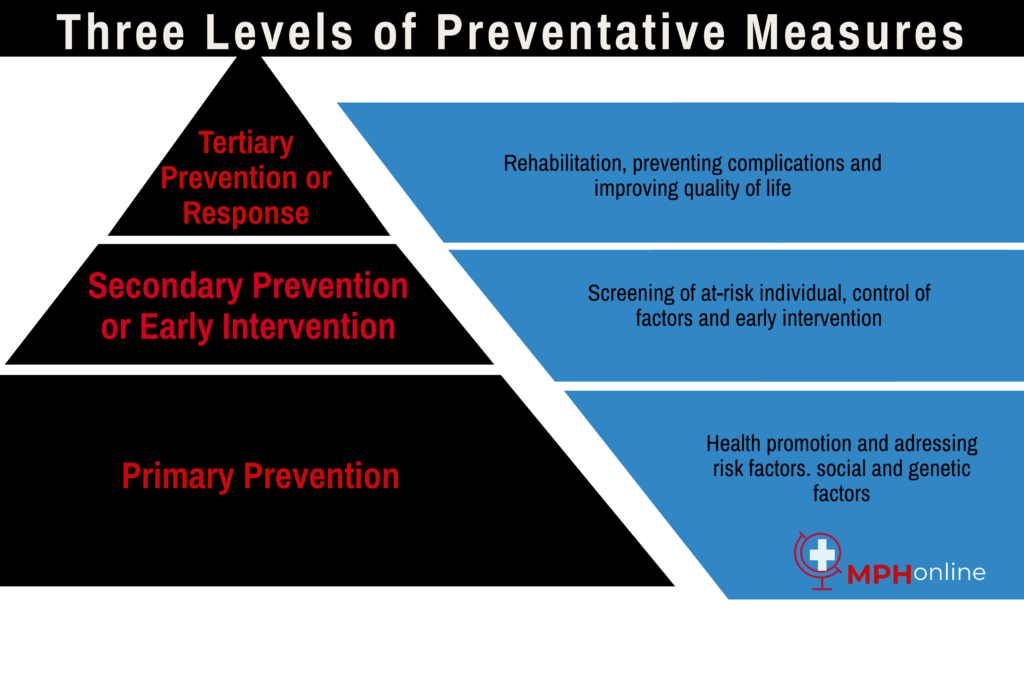 Three Levels of Preventative Measures
Tertiary
Prevention or
Response
Rehabilitation, preventing complications and
improving quality of life
Secondary Prevention
or Early Intervention
Screening of at-risk individual, control of
factors and early intervention
Primary Prevention
Health promotion and adressing
risk factors. social and genetic
factors
MPHonline